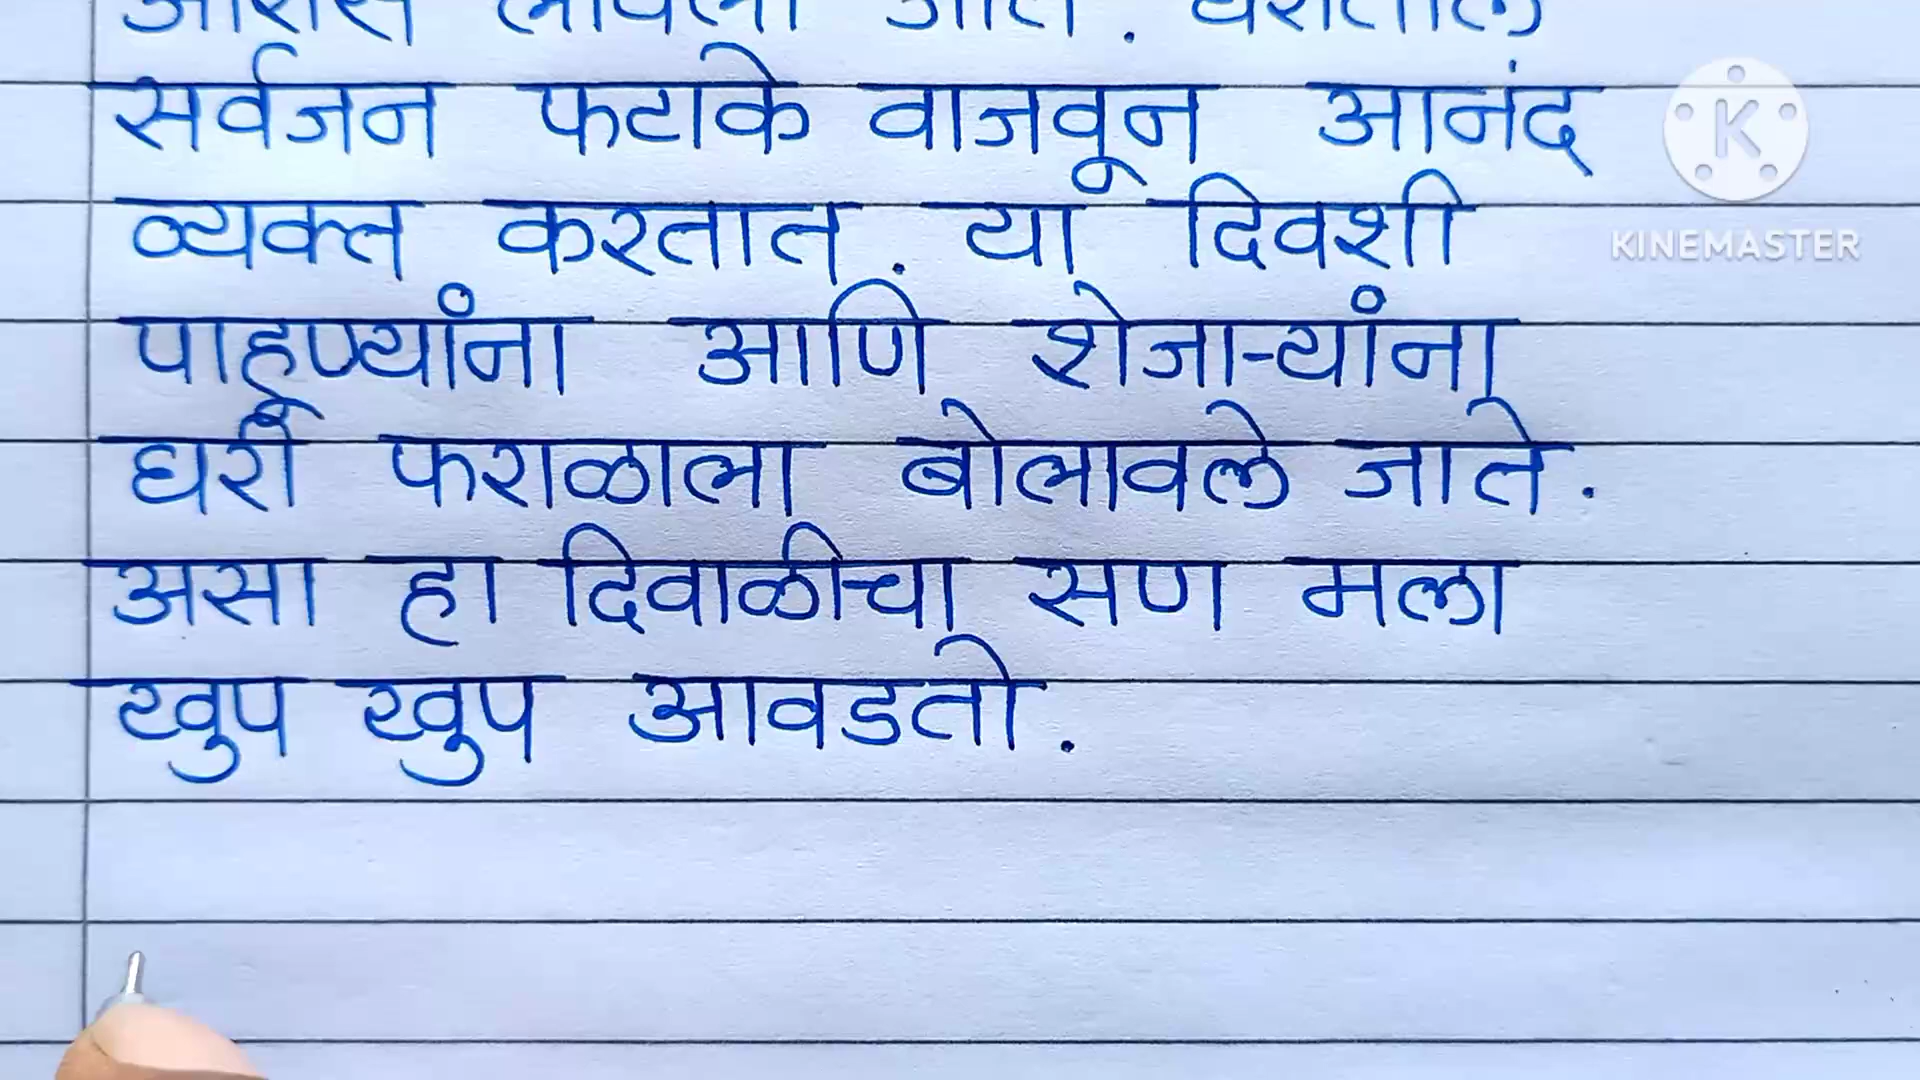 सर्वजन फटाके वाजवून आनंद
व्यक्त करतात. या दिवशी
पाहूण्यांना आणि शेजाऱ्यांना
घरी फराळाला बोलावले जाते.
असा हा दिवाळीचा सण मला
खुप खुप आवडतो.
K
KINEMASTER